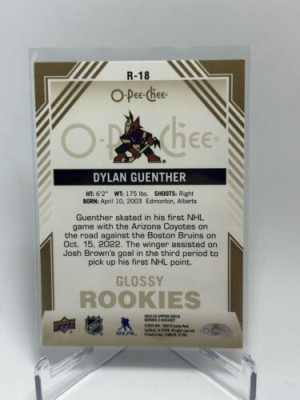 R-18
O-Pee-Chee
O-Pee-Chee
DYLAN GUENTHER
HT: 6'2" WT: 175 lbs. SHOOTS: Right
BORN: April 10, 2003 Edmonton, Alberta
Guenther skated in his first NHL
game with the Arizona Coyotes on
the road against the Boston Bruins on
Oct. 15, 2022. The winger assisted on
Josh Brown's goal in the third period to
pick up his first NHL point.
GLOSSY
ROOKIES